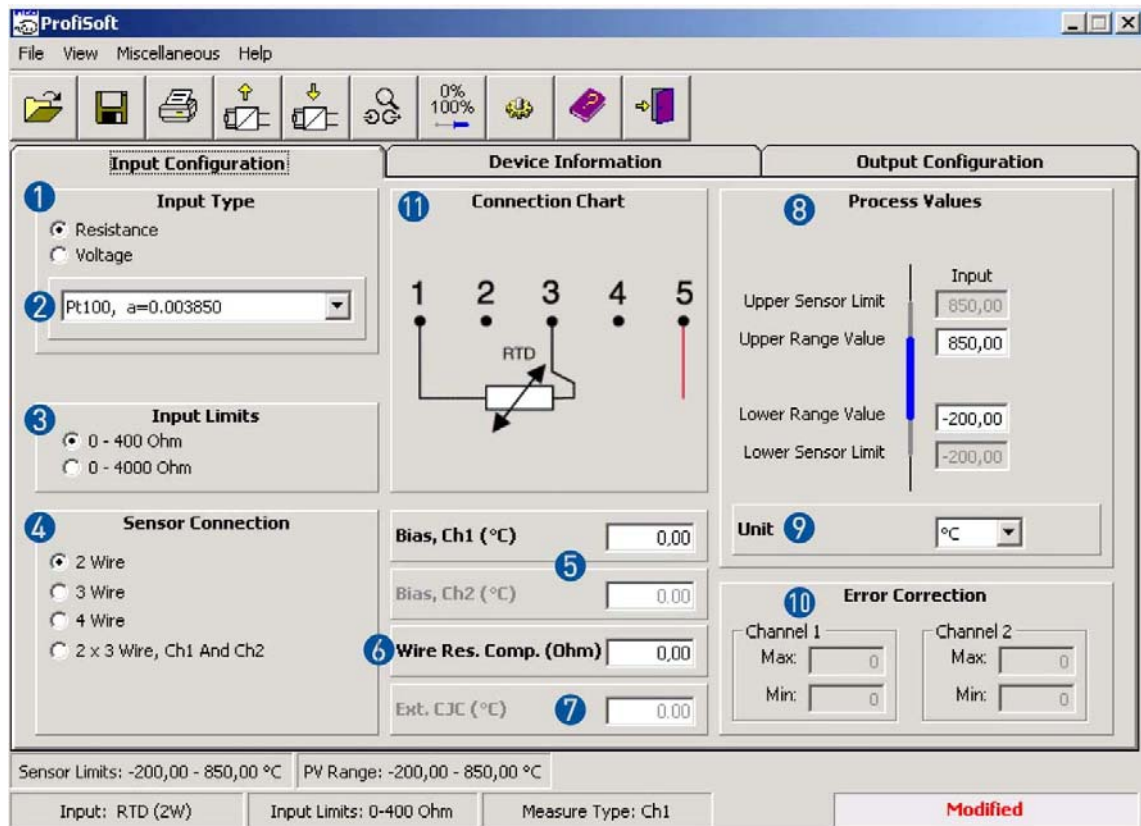 ProfiSoft
File View Miscellaneous Help
0%
100%
Input Configuration
Device Information
Output Configuration
1 Input Type
Resistance
Voltage
2 Pt100, a=0.003850
3 Input Limits
0 - 400 Ohm
0 - 4000 Ohm
4 Sensor Connection
2 Wire
3 Wire
4 Wire
2 x 3 Wire, Ch1 And Ch2
11 Connection Chart
1 2 3 4 5
RTD
Bias, Ch1 (°C) 0,00
5
Bias, Ch2 (°C) 0.00
6 Wire Res. Comp. (Ohm) 0,00
Ext. CJC (°C) 7 0.00
8 Process Values
Input
Upper Sensor Limit 850,00
Upper Range Value 850,00
Lower Range Value -200,00
Lower Sensor Limit -200,00
Unit 9 °C
10 Error Correction
Channel 1
Max: 0
Min: 0
Channel 2
Max: 0
Min: 0
Sensor Limits: -200,00 - 850,00 °C
PV Range: -200,00 - 850,00 °C
Input: RTD (2W)
Input Limits: 0-400 Ohm
Measure Type: Ch1
Modified